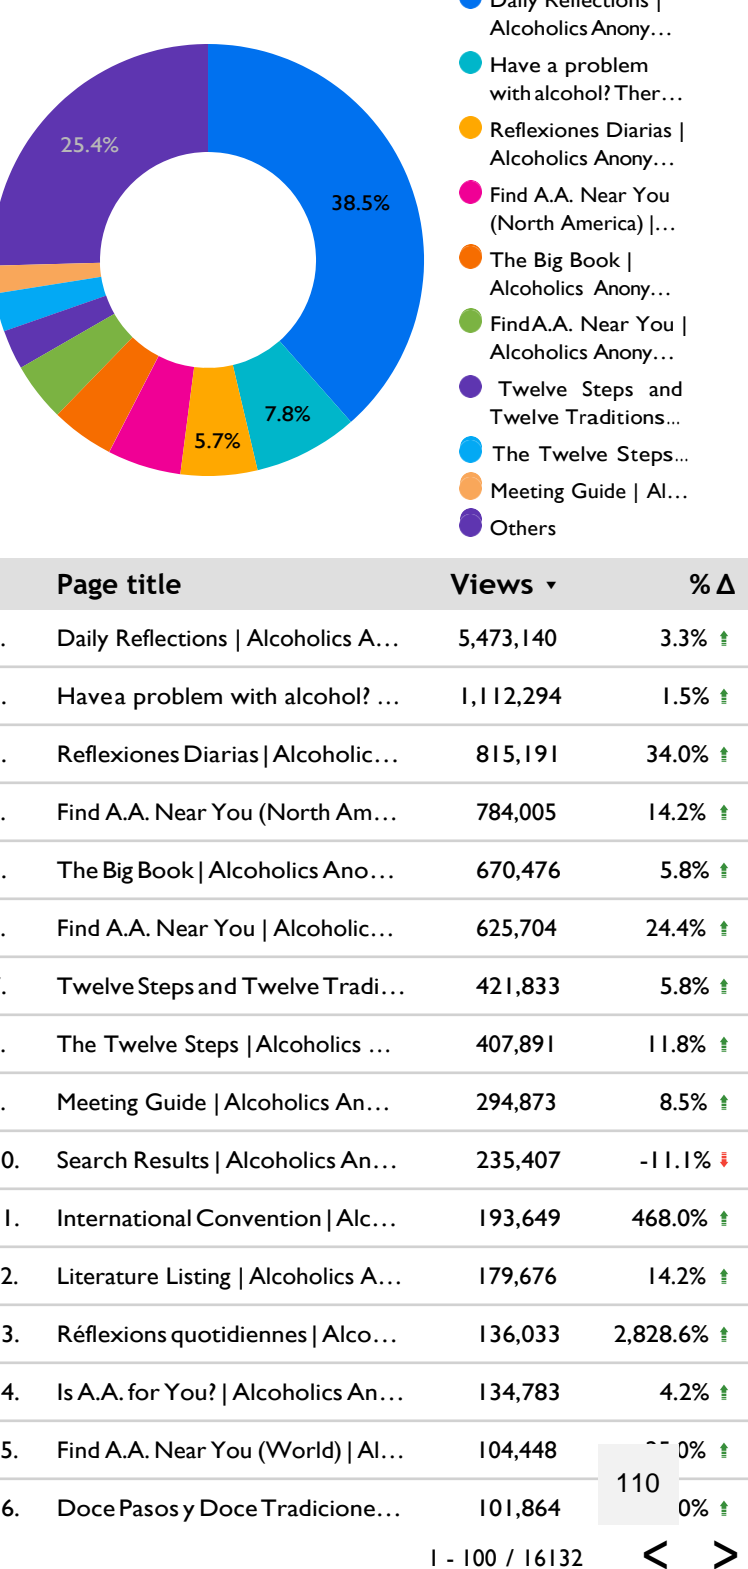 Daily Reflections |
Alcoholics Anony...
Have a problem
with alcohol? Ther...
Reflexiones Diarias |
Alcoholics Anony...
Find A.A. Near You
(North America) |...
The Big Book |
Alcoholics Anony...
Find A.A. Near You |
Alcoholics Anony...
Twelve Steps and
Twelve Traditions...
The Twelve Steps...
Meeting Guide | Al...
Others
25.4%
38.5%
7.8%
5.7%
Page title Views % Δ
. Daily Reflections | Alcoholics A... 5,473,140 3.3%
. Have a problem with alcohol? ... 1,112,294 1.5%
. Reflexiones Diarias | Alcoholic... 815,191 34.0%
. Find A.A. Near You (North Am... 784,005 14.2%
. The Big Book | Alcoholics Ano... 670,476 5.8%
. Find A.A. Near You | Alcoholic... 625,704 24.4%
. Twelve Steps and Twelve Tradi... 421,833 5.8%
. The Twelve Steps | Alcoholics ... 407,891 11.8%
. Meeting Guide | Alcoholics An... 294,873 8.5%
0. Search Results | Alcoholics An... 235,407 -11.1%
1. International Convention | Alc... 193,649 468.0%
2. Literature Listing | Alcoholics A... 179,676 14.2%
3. Réflexions quotidiennes | Alco... 136,033 2,828.6%
4. Is A.A. for You? | Alcoholics An... 134,783 4.2%
5. Find A.A. Near You (World) | Al... 104,448
110
6. Doce Pasos y Doce Tradicione... 101,864 0%
1 - 100 / 16132 < >